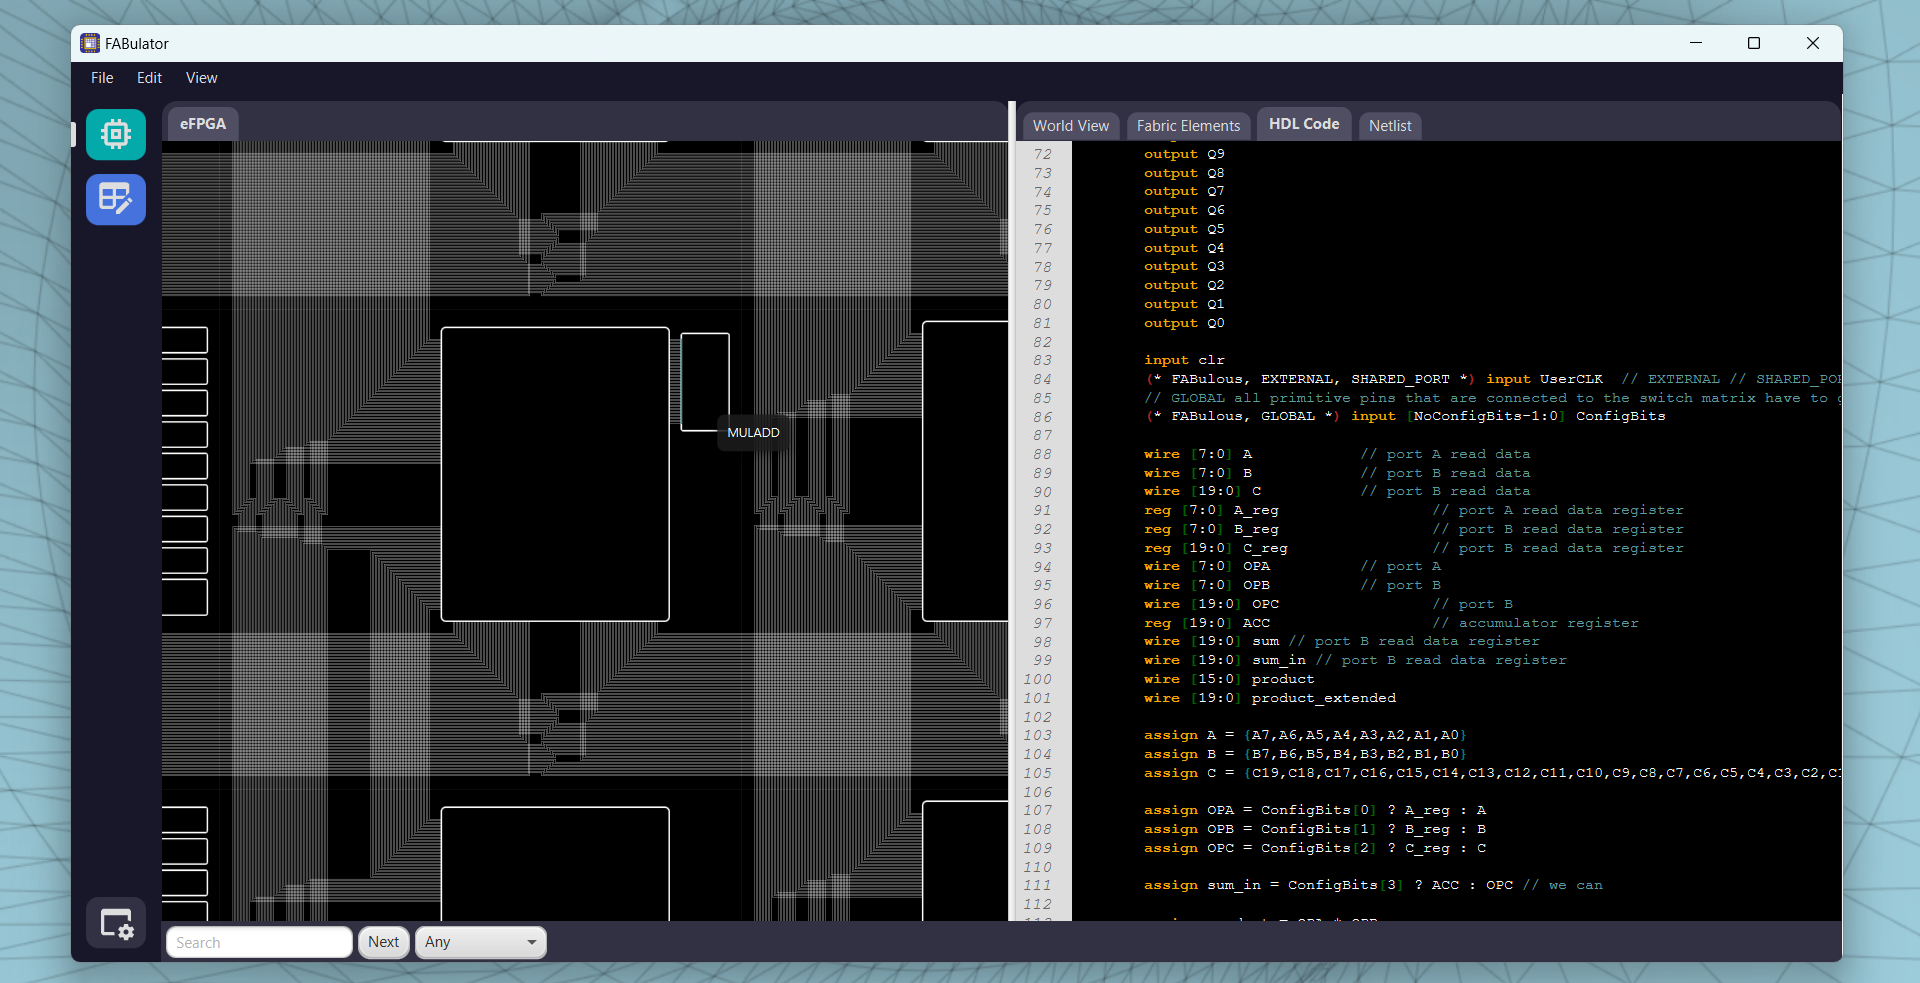 FABulator
File Edit View
eFPGA
World View Fabric Elements HDL Code Netlist
72 output Q9
73 output Q8
74 output Q7
75 output Q6
76 output Q5
77 output Q4
78 output Q3
79 output Q2
80 output Q1
81 output Q0
82
83 input clr
84 (* FABulous, EXTERNAL, SHARED_PORT *) input UserCLK // EXTERNAL // SHARED_POR
85 // GLOBAL all primitive pins that are connected to the switch matrix have to g
86 (* FABulous, GLOBAL *) input [NoConfigBits-1:0] ConfigBits
87
88 wire [7:0] A // port A read data
89 wire [7:0] B // port B read data
90 wire [19:0] C // port B read data
91 reg [7:0] A_reg // port A read data register
92 reg [7:0] B_reg // port B read data register
93 reg [19:0] C_reg // port B read data register
94 wire [7:0] OPA // port A
95 wire [7:0] OPB // port B
96 wire [19:0] OPC // port B
97 reg [19:0] ACC // accumulator register
98 wire [19:0] sum // port B read data register
99 wire [19:0] sum_in // port B read data register
100 wire [15:0] product
101 wire [19:0] product_extended
102
103 assign A = {A7,A6,A5,A4,A3,A2,A1,A0}
104 assign B = {B7,B6,B5,B4,B3,B2,B1,B0}
105 assign C = {C19,C18,C17,C16,C15,C14,C13,C12,C11,C10,C9,C8,C7,C6,C5,C4,C3,C2,C1
106
107 assign OPA = ConfigBits[0] ? A_reg : A
108 assign OPB = ConfigBits[1] ? B_reg : B
109 assign OPC = ConfigBits[2] ? C_reg : C
110
111 assign sum_in = ConfigBits[3] ? ACC : OPC // we can
112
MULADD
Search Next Any